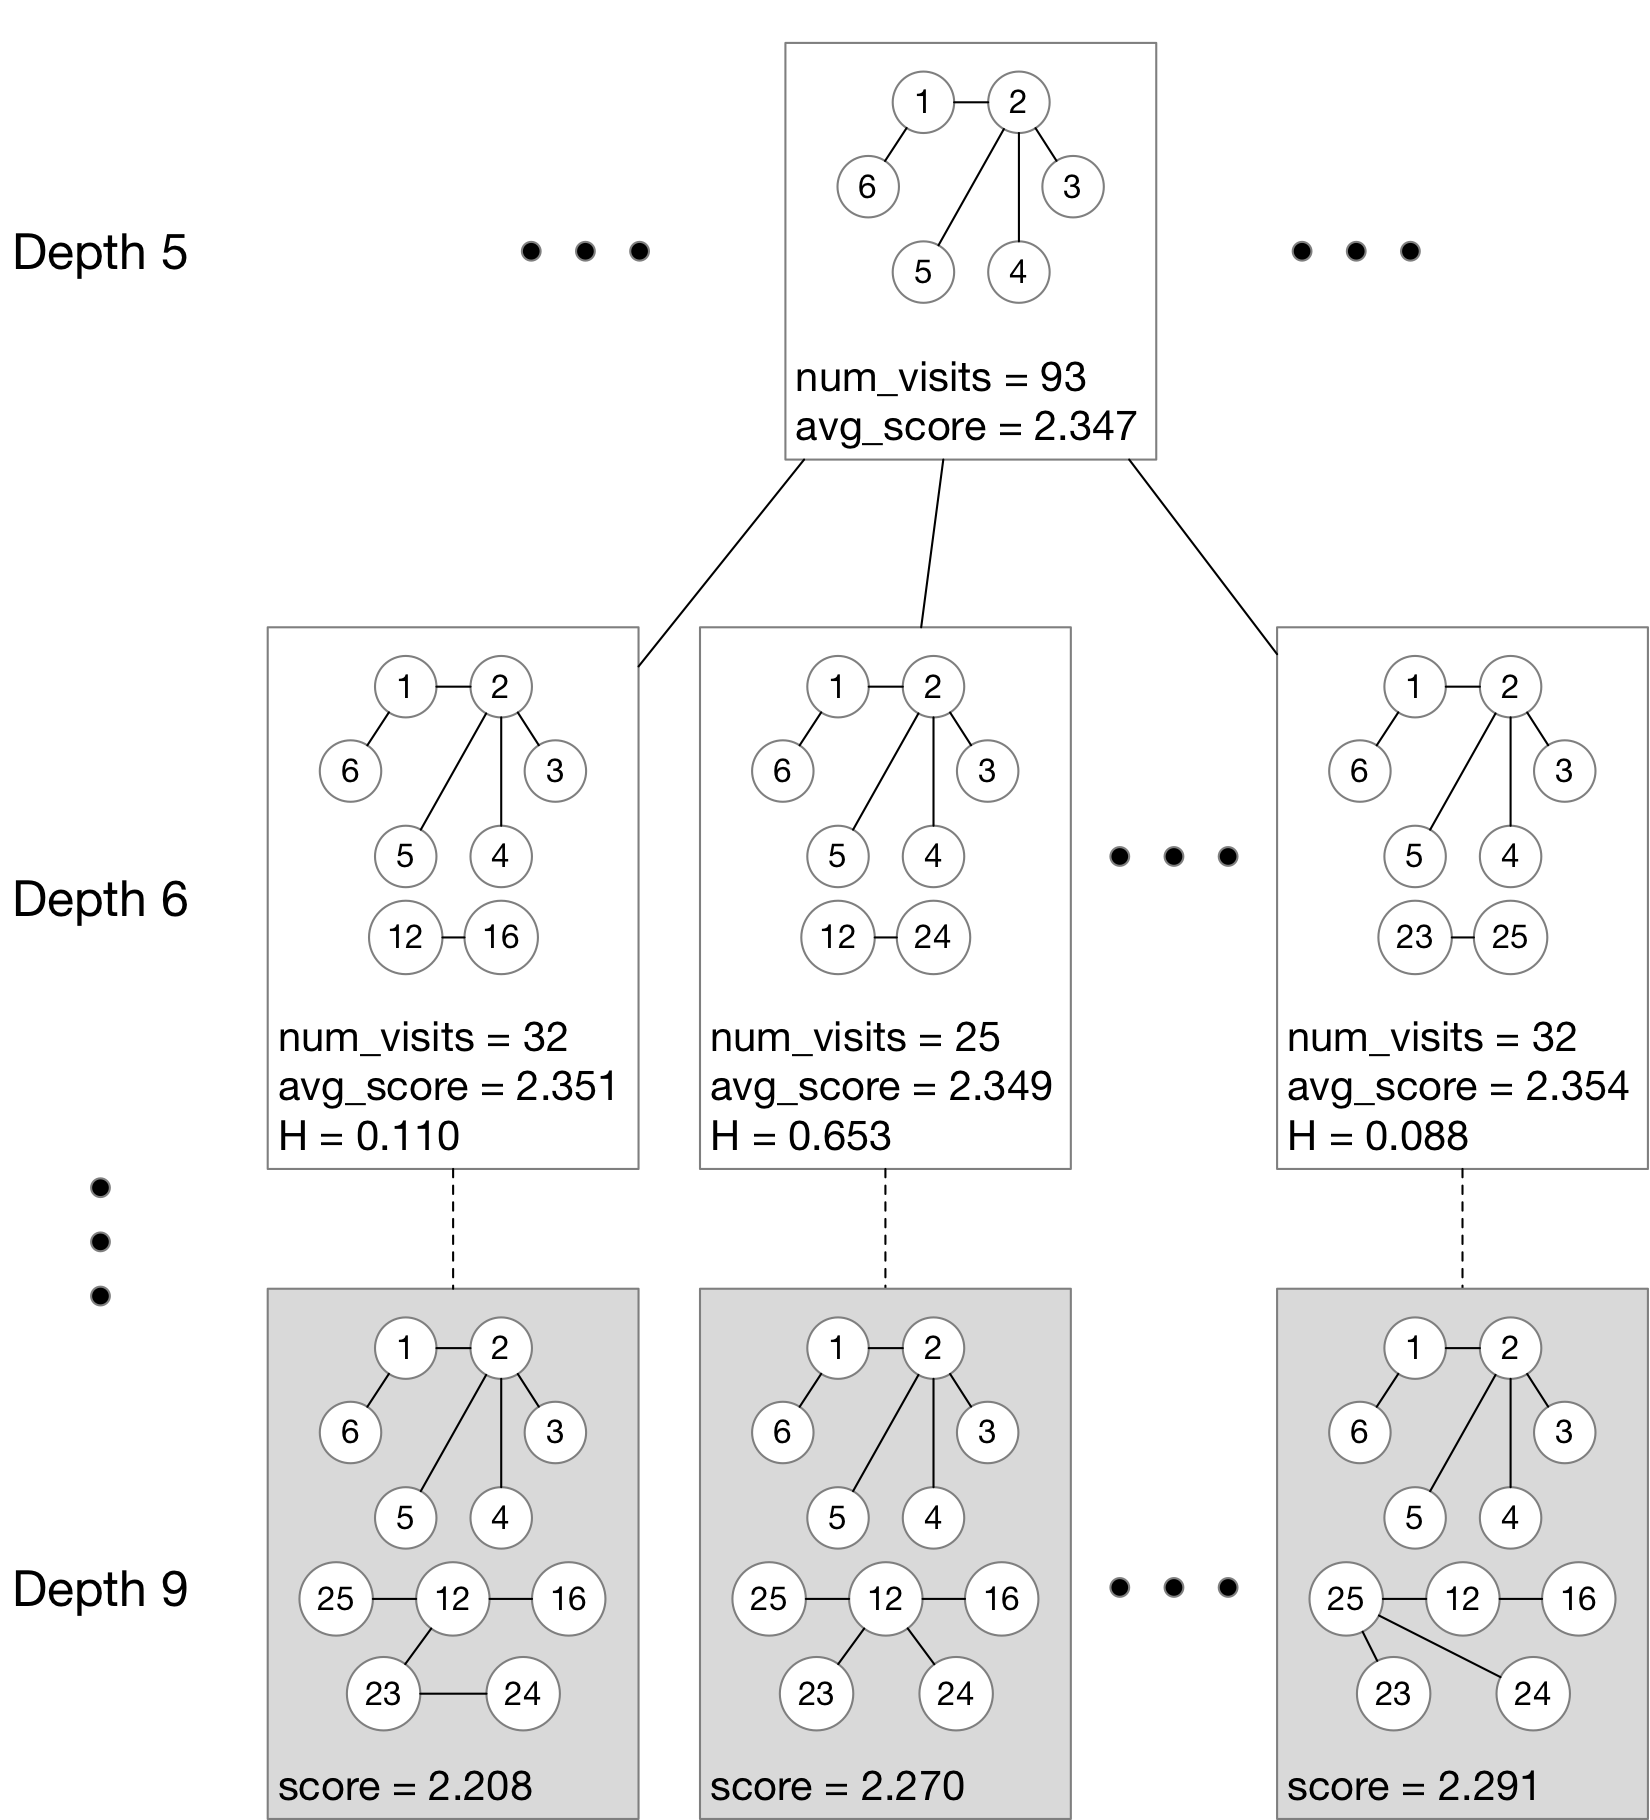 1 2
6 3
5 4
Depth 5
num_visits = 93
avg_score = 2.347
1 2
6 3
5 4
12 16
num_visits = 32
avg_score = 2.351
H = 0.110
1 2
6 3
5 4
12 24
num_visits = 25
avg_score = 2.349
H = 0.653
1 2
6 3
5 4
23 25
num_visits = 32
avg_score = 2.354
H = 0.088
Depth 6
1 2
6 3
5 4
25 12 16
23 24
score = 2.208
1 2
6 3
5 4
25 12 16
23 24
score = 2.270
1 2
6 3
5 4
25 12 16
23 24
score = 2.291
Depth 9